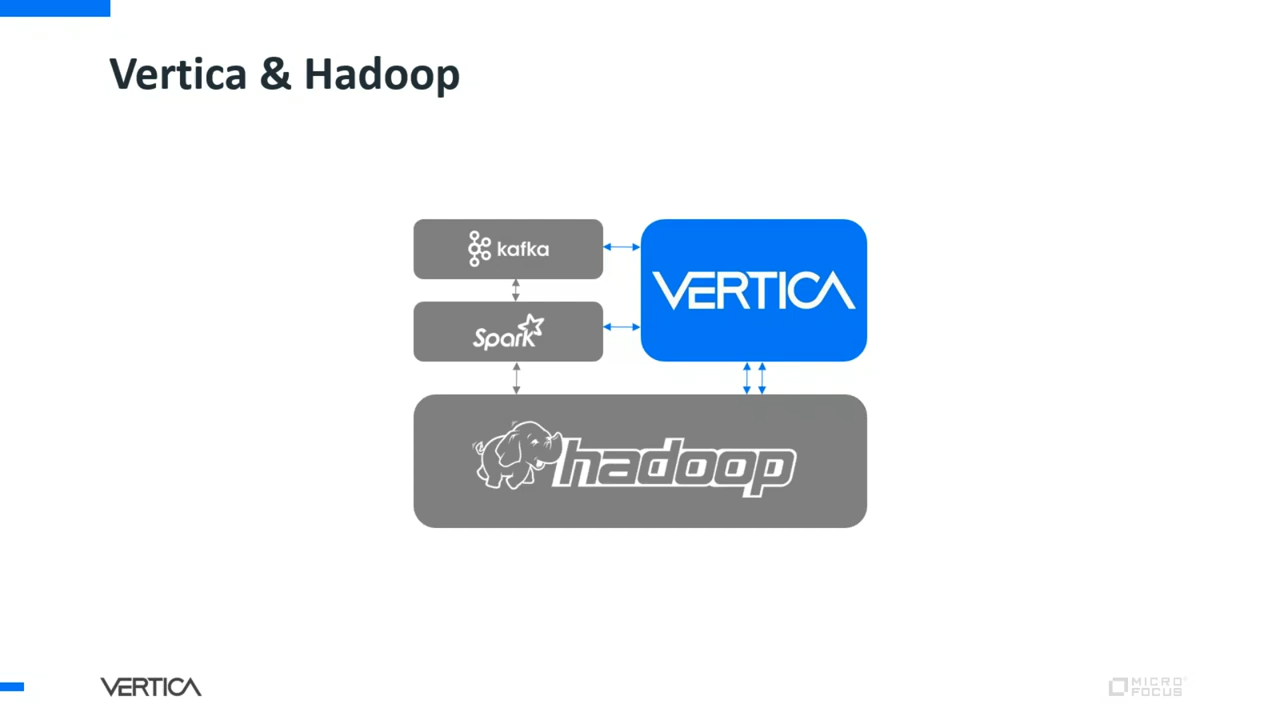 Vertica & Hadoop
kafka
VERTICA
Spark
hadoop
VERTICA
MICRO
FOCUS